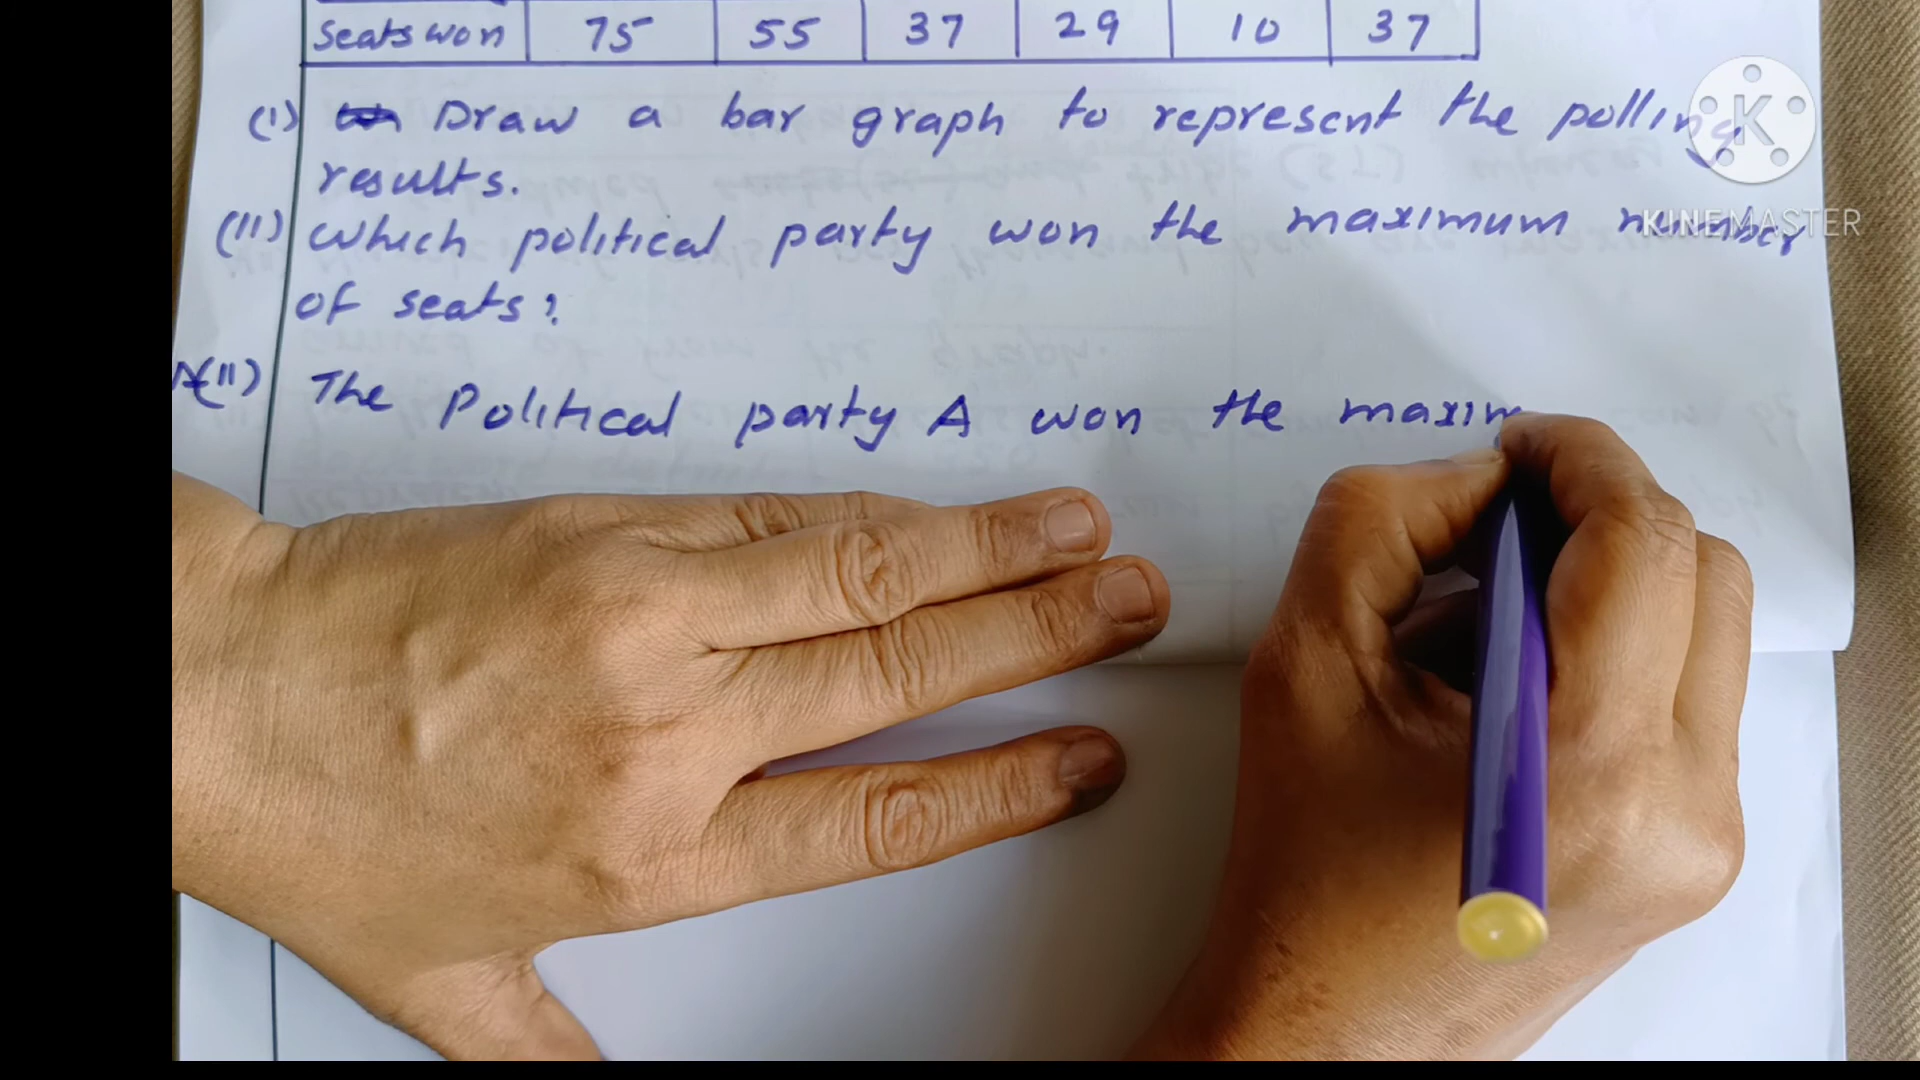 Seats won 75 55 37 29 10 37
(I) Draw a bar graph to represent the polling
results.
(II) Which political party won the maximum number
of seats?
A(II) The Political party A won the maxim
K
KINEMASTER